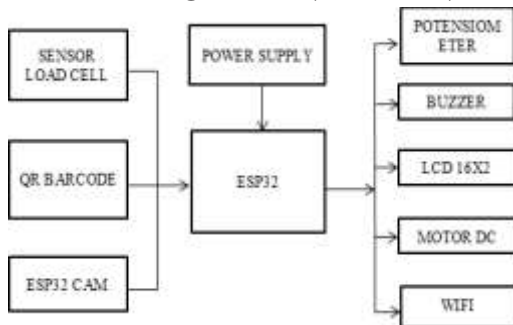 SENSOR
LOAD CELL
POWER SUPPLY
POTENSIOM
ETER
BUZZER
QR BARCODE
ESP32
LCD 16X2
MOTOR DC
ESP32 CAM
WIFI